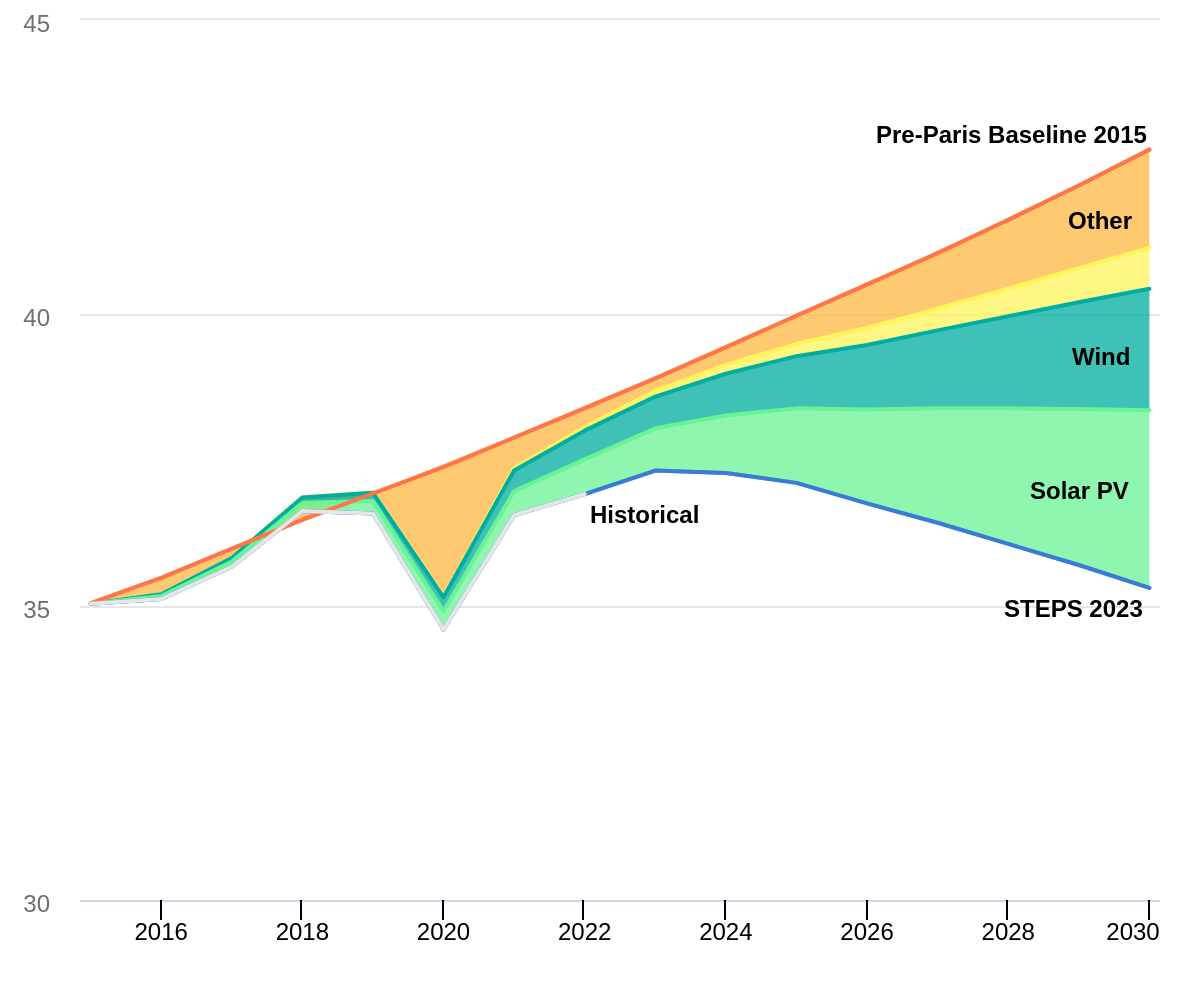 45
Pre-Paris Baseline 2015
Other
40
Wind
Solar PV
Historical
35
STEPS 2023
30
2016 2018 2020 2022 2024 2026 2028 2030